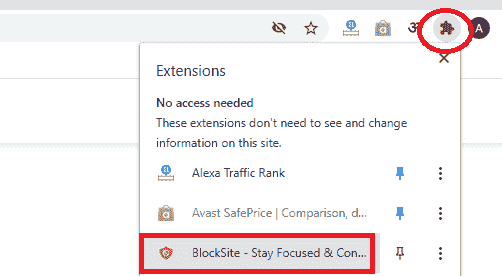 ॐ
A
Extensions
No access needed
These extensions don't need to see and change
information on this site.
Alexa Traffic Rank
Avast SafePrice | Comparison, d...
BlockSite - Stay Focused & Con...